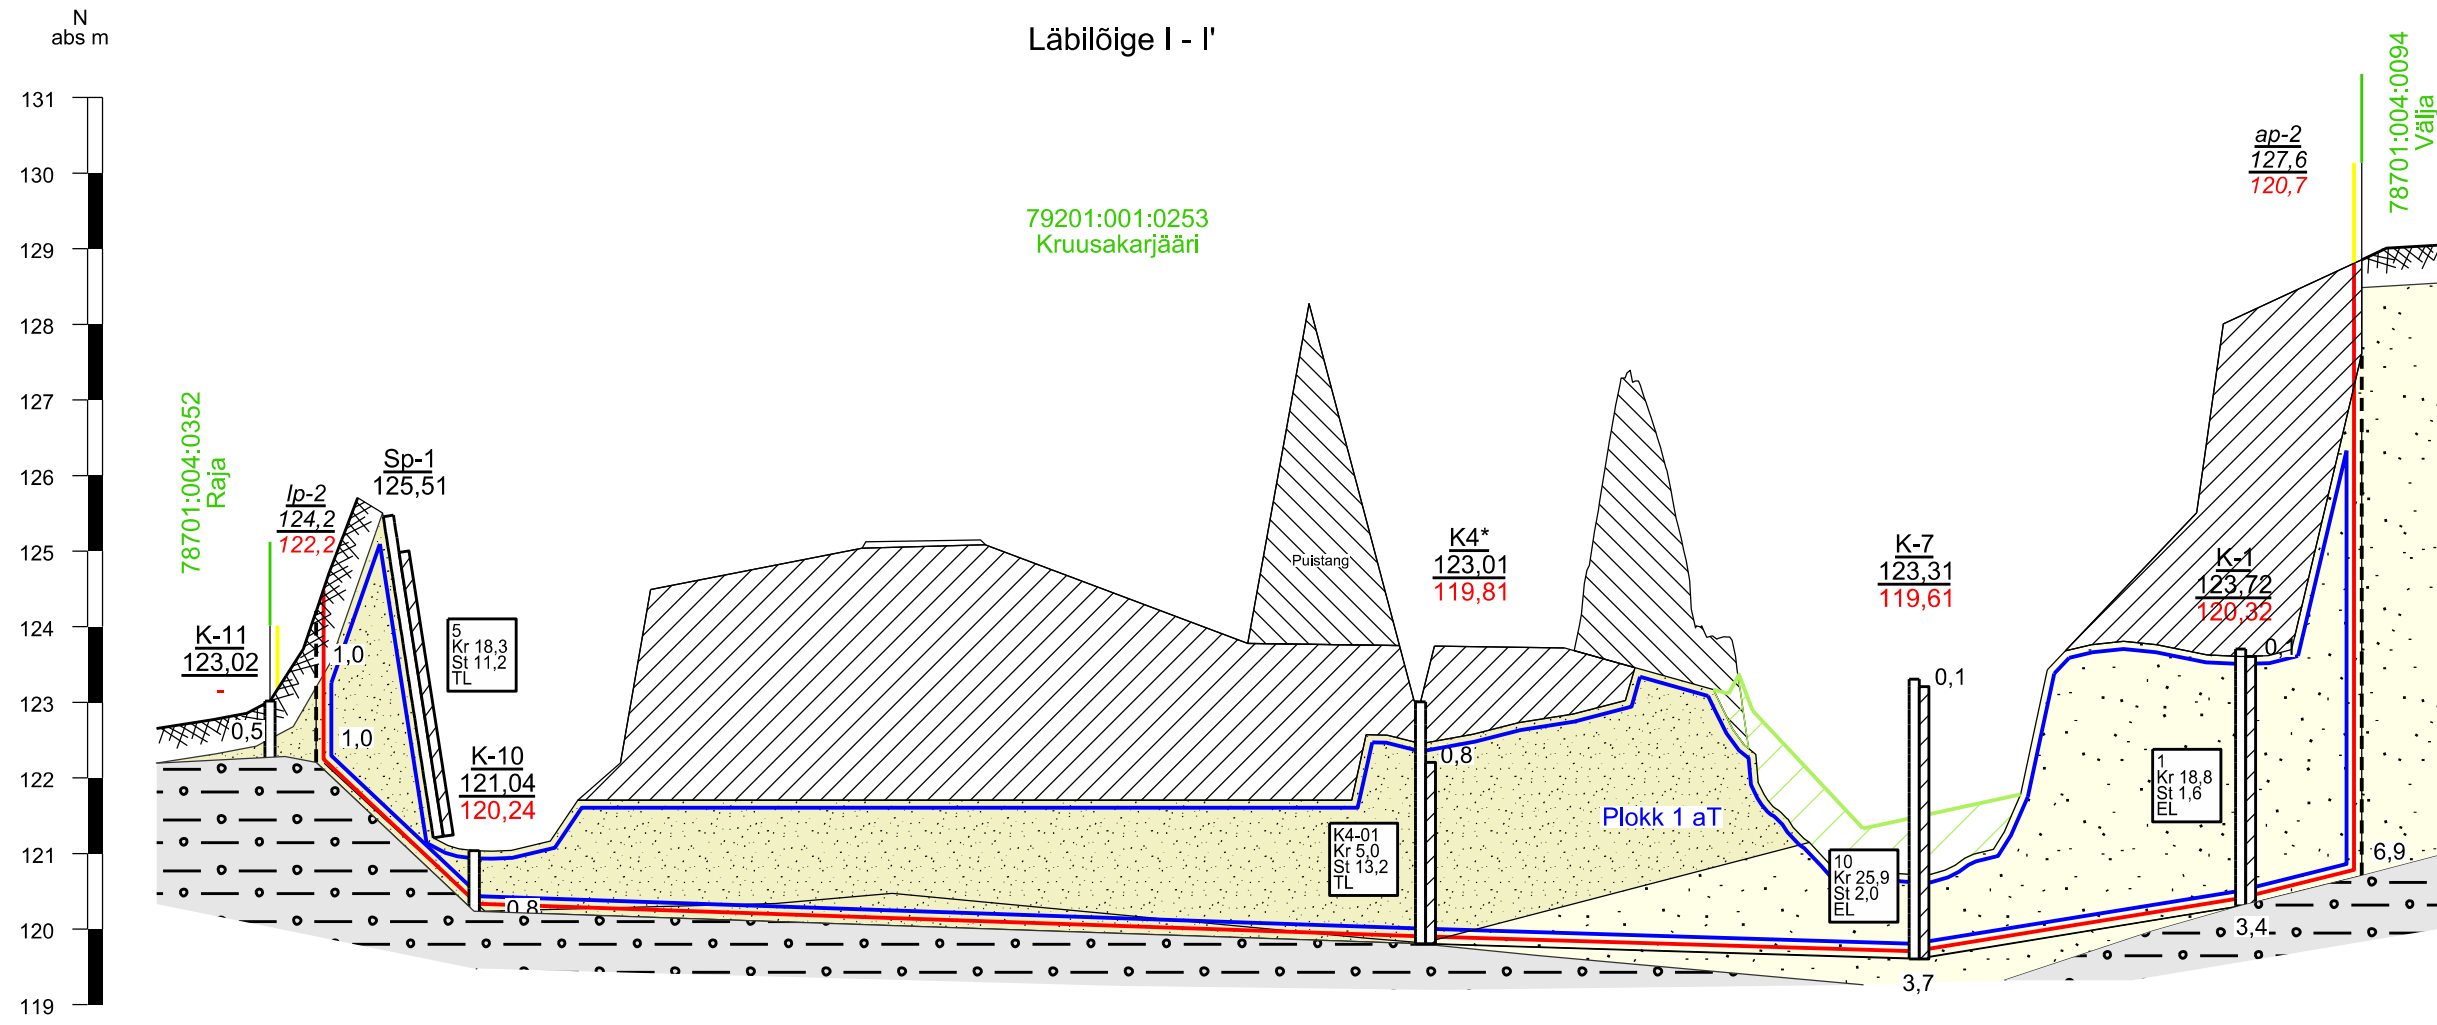 N
abs m
Läbilõige I - I'
131
130
129
128
127
126
125
124
123
122
121
120
119
78701:004:0352
Raja
K-11
123,02
-
0,5
lp-2
124,2
122,2
1,0
1,0
Sp-1
125,51
5
Kr 18,3
St 11,2
TL
K-10
121,04
120,24
0,8
79201:001:0253
Kruusakarjääri
Puistang
K4*
123,01
119,81
0,8
K4-01
Kr 5,0
St 13,2
TL
Plokk 1 aT
K-7
123,31
119,61
0,1
10
Kr 25,9
St 2,0
EL
3,7
K-1
123,72
120,32
0,1
1
Kr 18,8
St 1,6
EL
3,4
ap-2
127,6
120,7
6,9
78701:004:0094
Välja